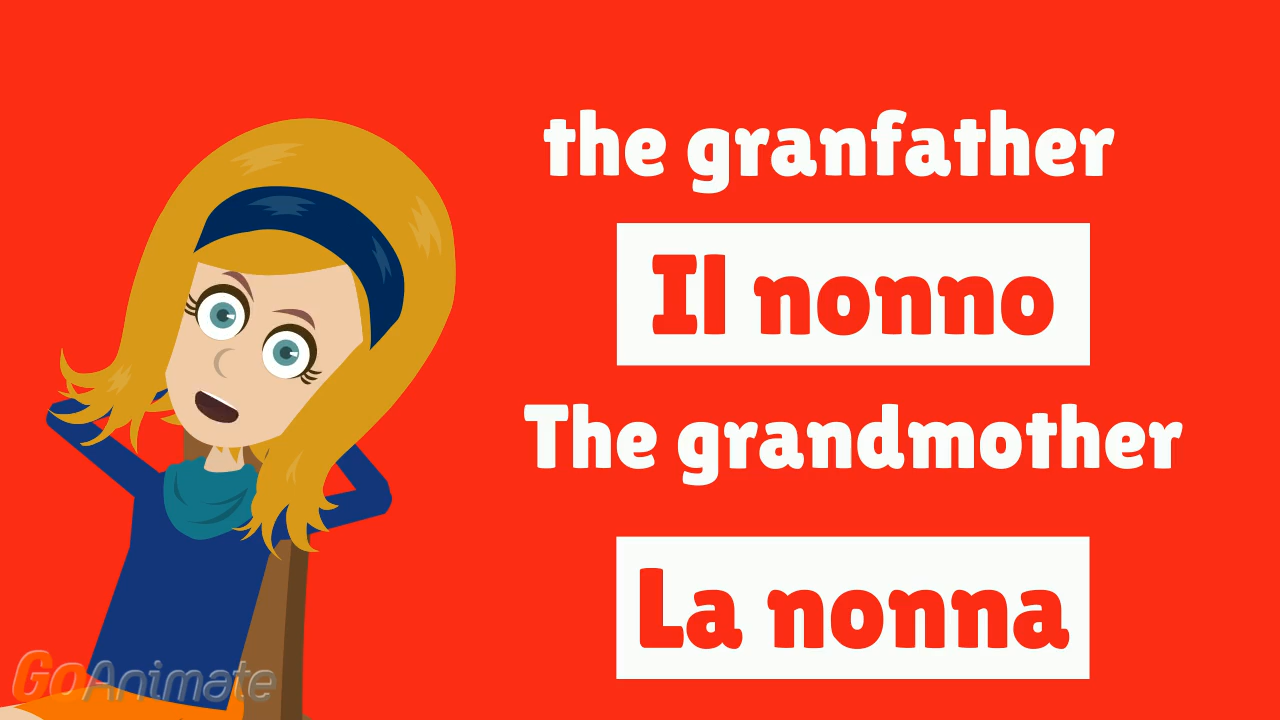 the granfather
Il nonno
The grandmother
La nonna
GoAnimate